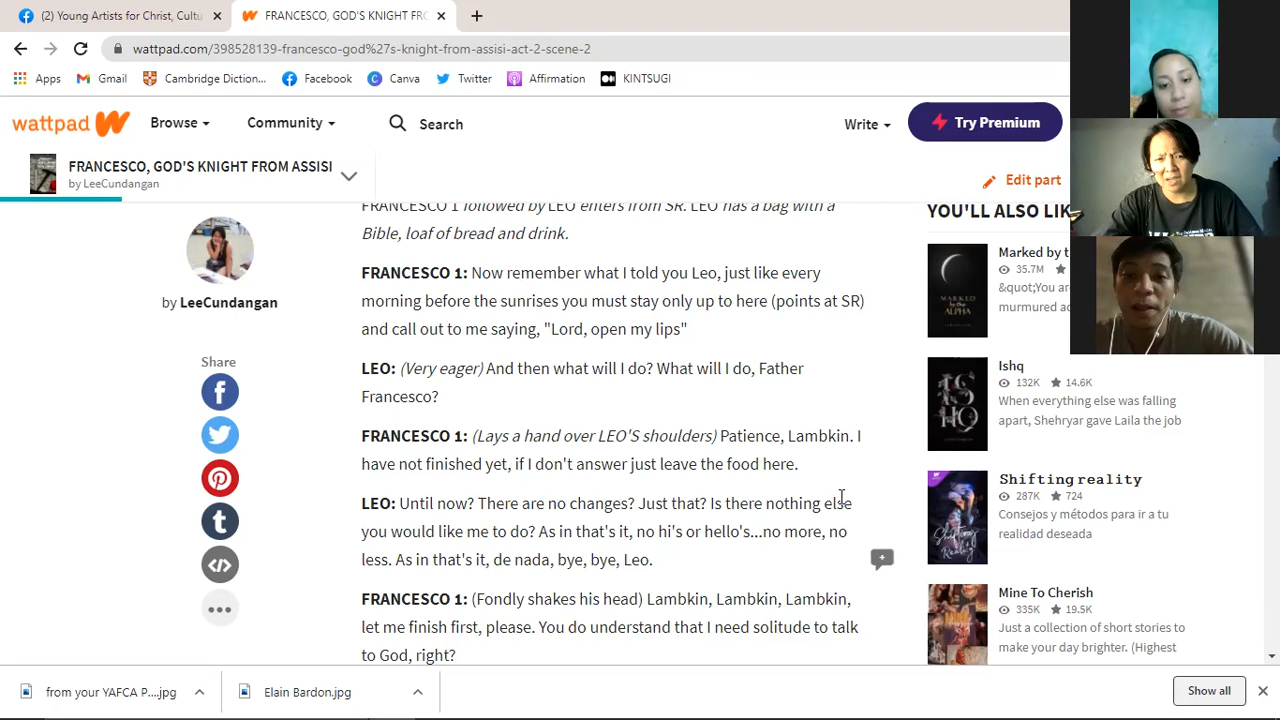 (2) Young Artists for Christ, Cultu
FRANCESCO, GOD'S KNIGHT FRO
wattpad.com/398528139-francesco-god%27s-knight-from-assisi-act-2-scene-2
Apps
Gmail
Cambridge Diction...
Facebook
Canva
Twitter
Affirmation
KINTSUGI
wattpad
Browse
Community
Search
Write
Try Premium
FRANCESCO, GOD'S KNIGHT FROM ASSISI
by LeeCundangan
Edit part
by LeeCundangan
Share
FRANCESCO 1 followed by LEO enters from SR. LEO has a bag with a
Bible, loaf of bread and drink.
FRANCESCO 1: Now remember what I told you Leo, just like every
morning before the sunrises you must stay only up to here (points at SR)
and call out to me saying, "Lord, open my lips"
LEO: (Very eager) And then what will I do? What will I do, Father
Francesco?
FRANCESCO 1: (Lays a hand over LEO'S shoulders) Patience, Lambkin. I
have not finished yet, if I don't answer just leave the food here.
LEO: Until now? There are no changes? Just that? Is there nothing else
you would like me to do? As in that's it, no hi's or hello's...no more, no
less. As in that's it, de nada, bye, bye, Leo.
FRANCESCO 1: (Fondly shakes his head) Lambkin, Lambkin, Lambkin,
let me finish first, please. You do understand that I need solitude to talk
to God, right?
YOU'LL ALSO LIK
MARKED
ALPHA
Marked by t
35.7M
&quot;You are
murmured ac
ISHQ
Ishq
132K 14.6K
When everything else was falling
apart, Shehryar gave Laila the job
Shifting
Reality
Shifting reality
287K 724
Consejos y métodos para ir a tu
realidad deseada
Mine To Cherish
335K 19.5K
Just a collection of short stories to
make your day brighter. (Highest
from your YAFCA P....jpg
Elain Bardon.jpg
Show all